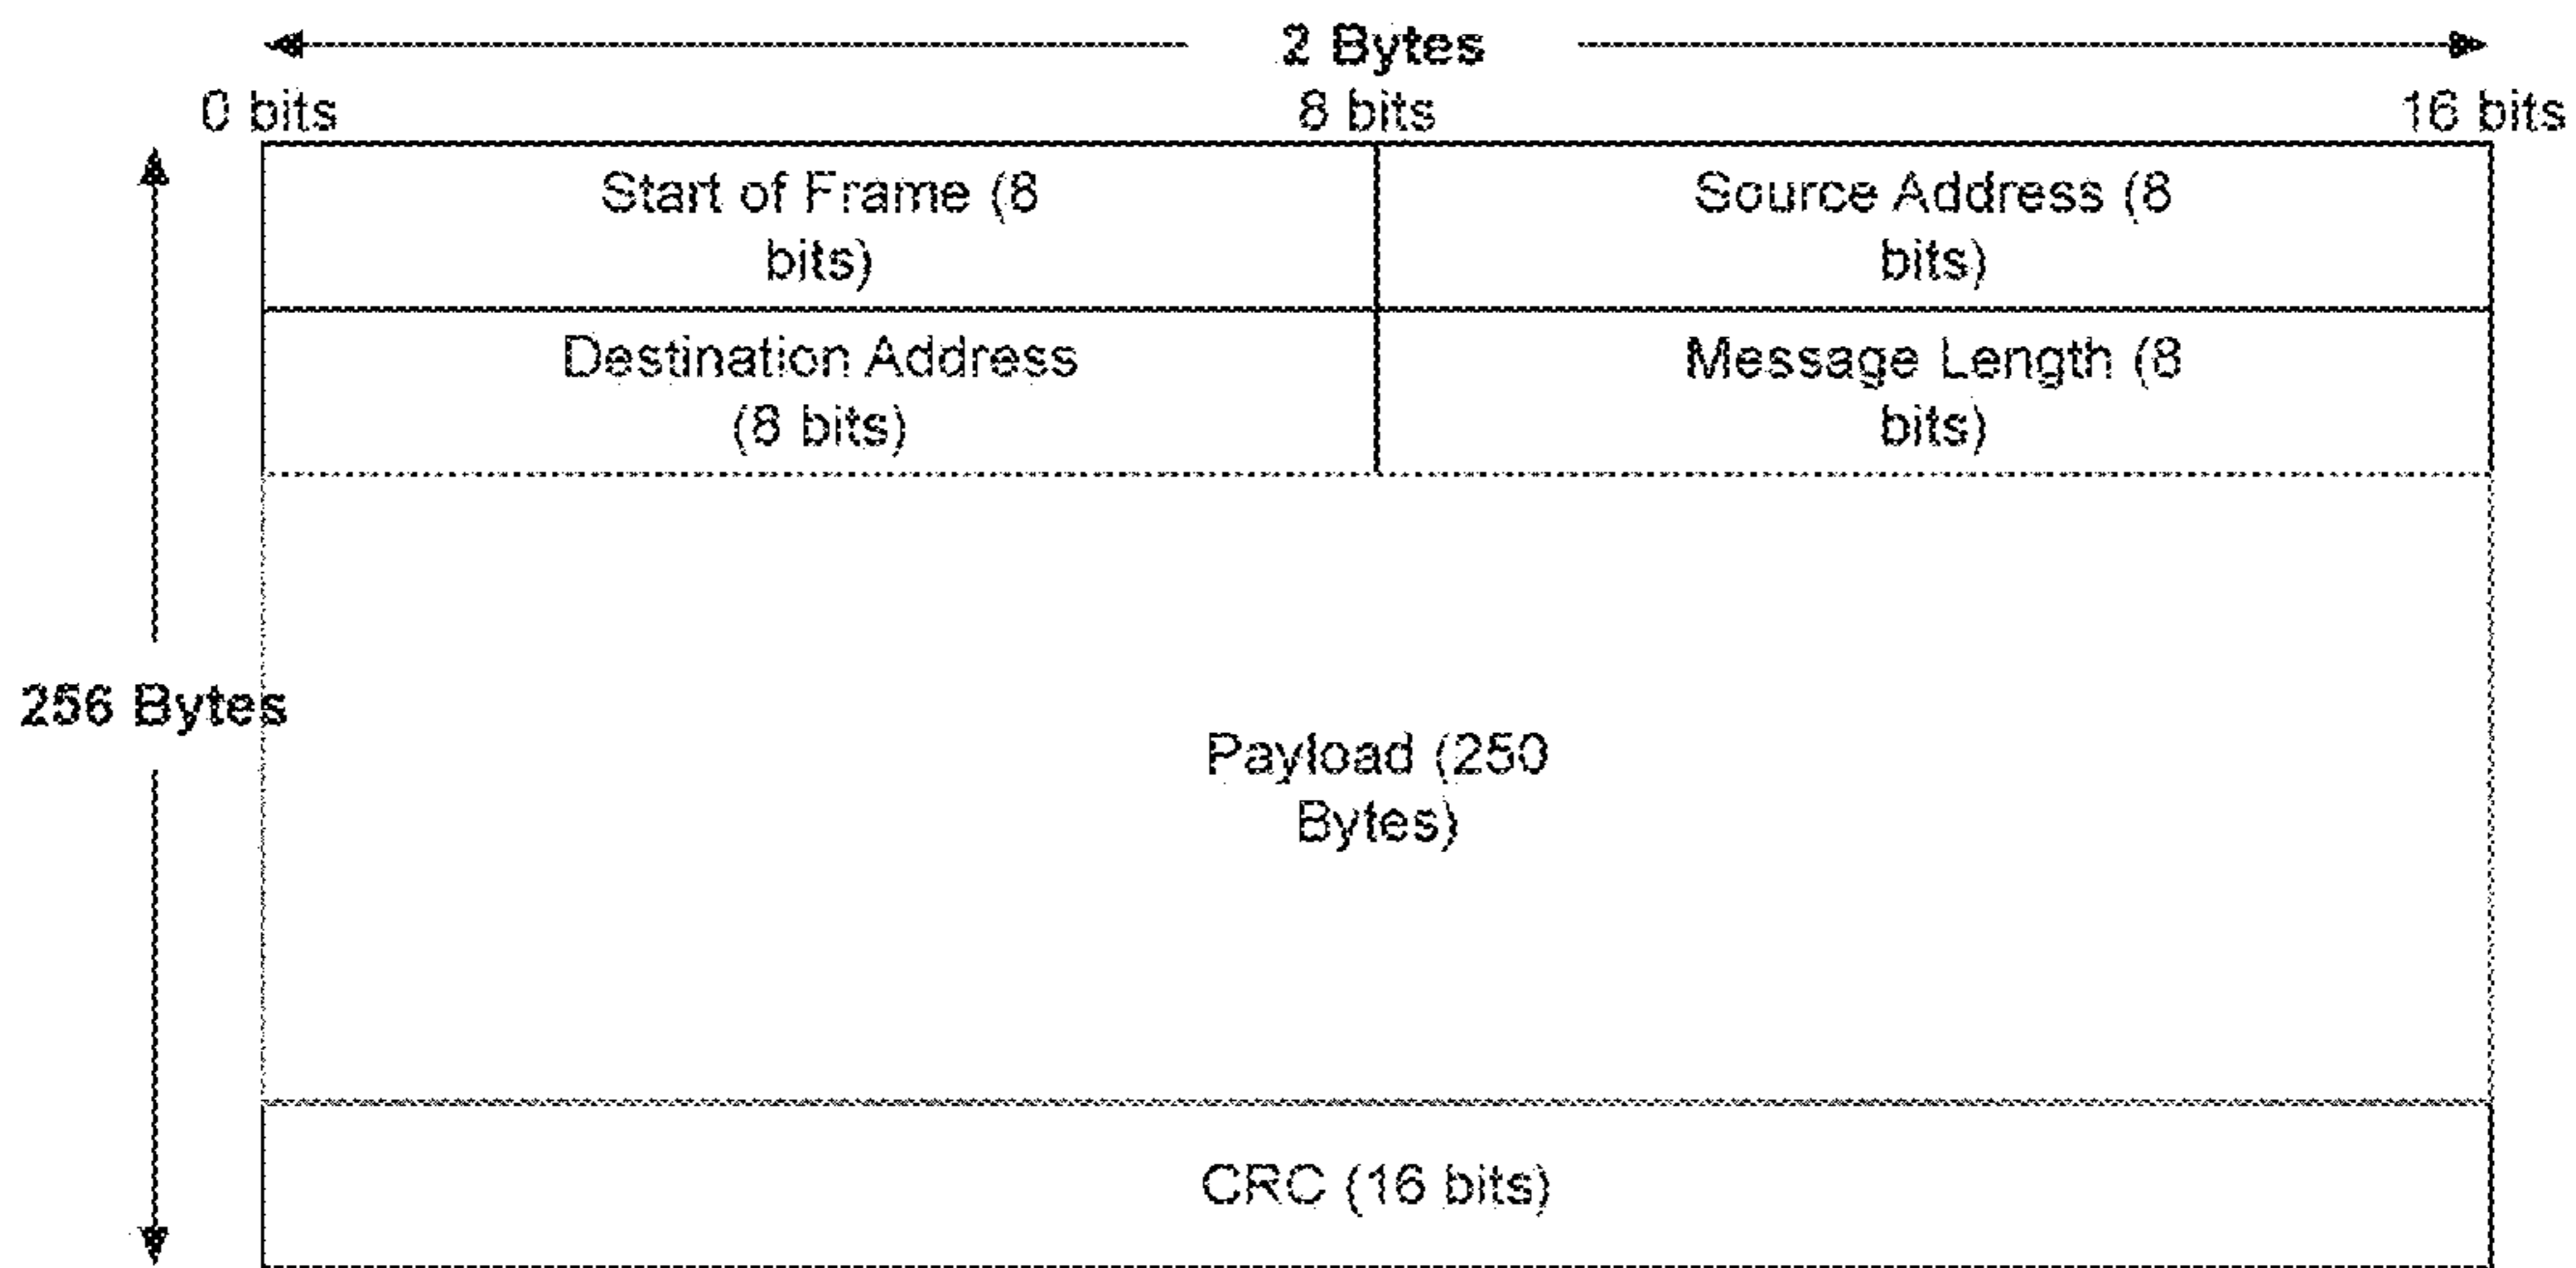 2 Bytes
0 bits
8 bits
16 bits
Start of Frame (8
bits)
Source Address (8
bits)
Destination Address
(8 bits)
Message Length (8
bits)
256 Bytes
Payload (250
Bytes)
CRC (16 bits)